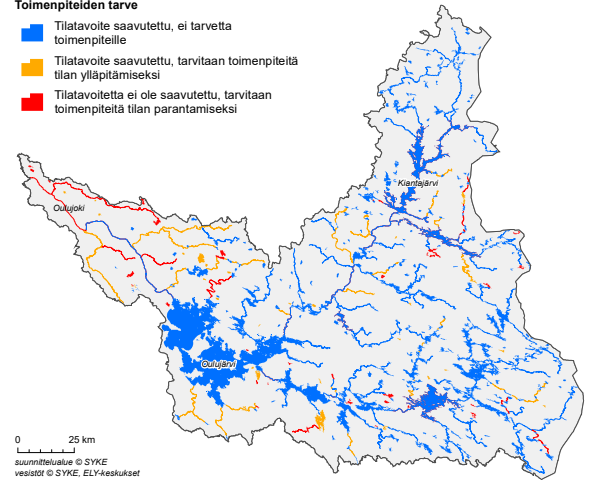 Toimenpiteiden tarve
Tilatavoite saavutettu, ei tarvetta
toimenpiteille
Tilatavoite saavutettu, tarvitaan toimenpiteitä
tilan ylläpitämiseksi
Tilatavoitetta ei ole saavutettu, tarvitaan
toimenpiteitä tilan parantamiseksi
Kiantajärvi
Oulujoki
Oulujärvi
0 25 km
suunnittelualue © SYKE
vesistöt © SYKE, ELY-keskukset